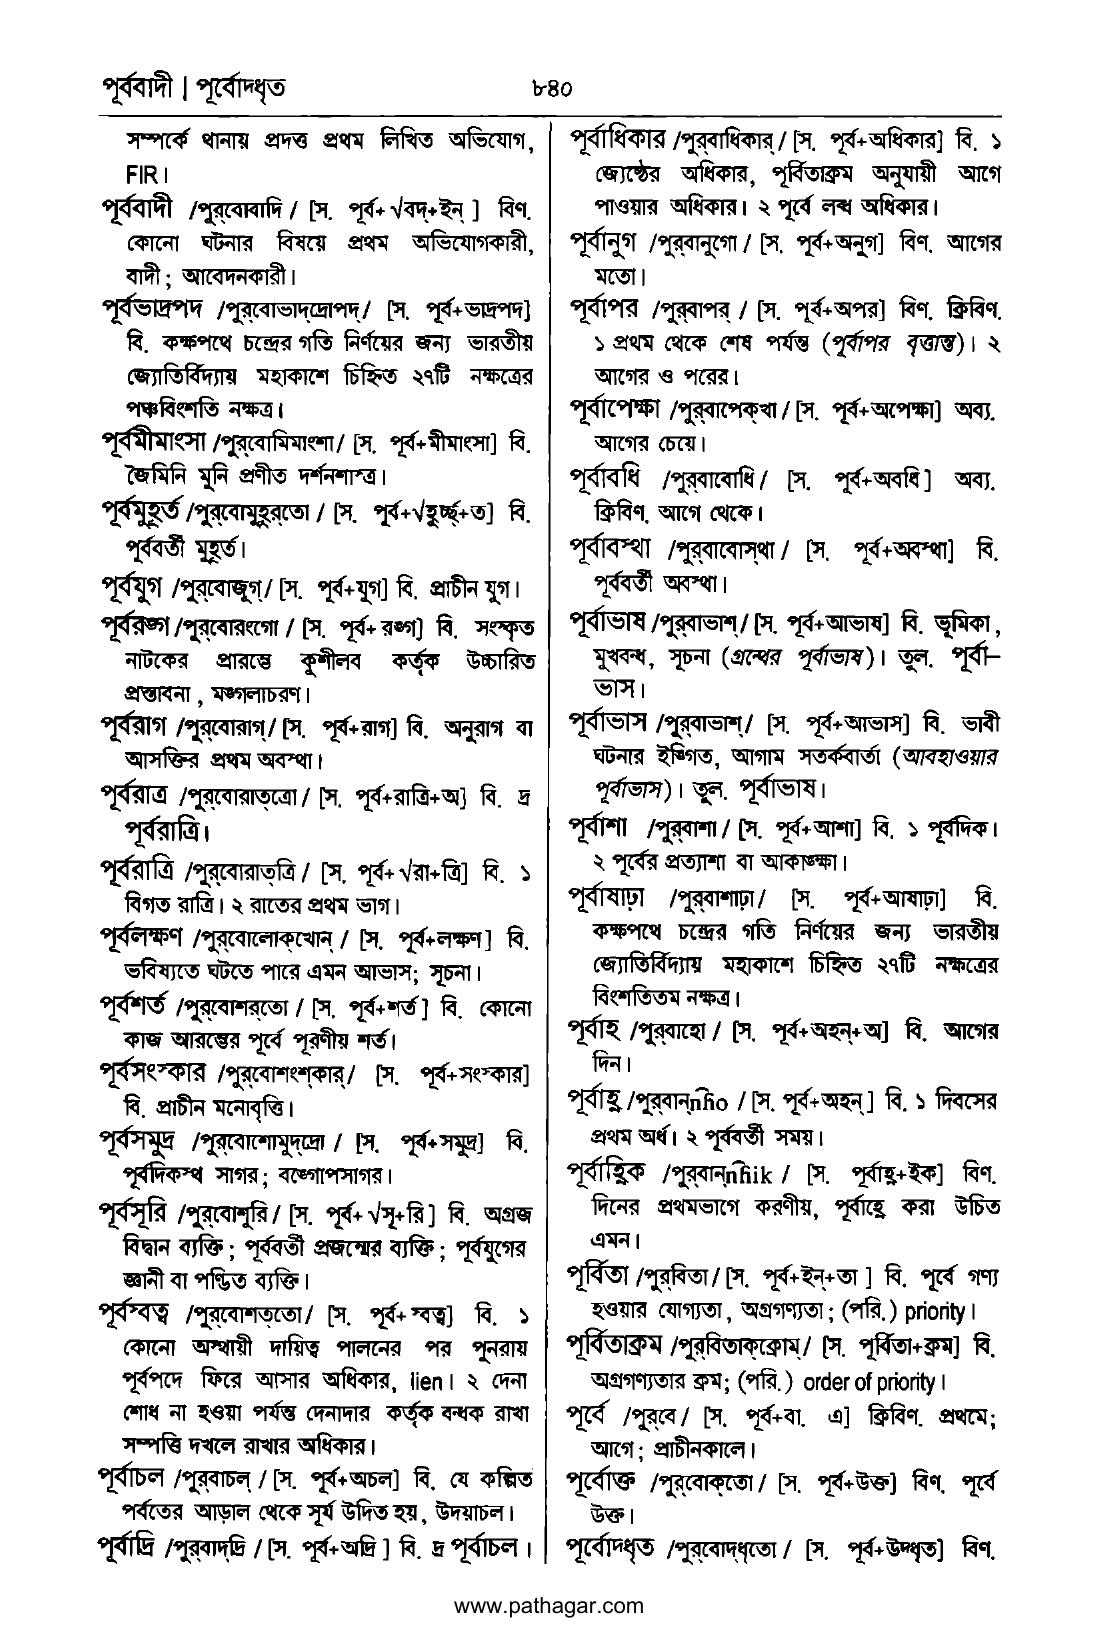 পূর্ববাদী | পূর্বোদ্ধৃত
৮৪০
সম্পর্কে থানায় প্রদত্ত প্রথম লিখিত অভিযোগ,
FIR।
পূর্ববাদী /পুর্‌বোবাদি / [স. পূর্ব+√বদ্+ইন্ ] বিণ.
কোনো ঘটনার বিষয়ে প্রথম অভিযোগকারী,
বাদী ; আবেদনকারী।
পূর্বভাদ্রপদ /পুর্‌বোভাদ্‌দ্রোপদ্/ [স. পূর্ব+ভাদ্রপদ]
বি. কক্ষপথে চন্দ্রের গতি নির্ণয়ের জন্য ভারতীয়
জ্যোতির্বিদ্যায় মহাকাশে চিহ্নিত ২৭টি নক্ষত্রের
পঞ্চবিংশতি নক্ষত্র।
পূর্বমীমাংসা /পুর্‌বোমিমাংশা/ [স. পূর্ব+মীমাংসা] বি.
জৈমিনি মুনি প্রণীত দর্শনশাস্ত্র।
পূর্বমুহূর্ত /পুর্‌বোমুহুর্‌তো / [স. পূর্ব+√হুর্চ্ছ্+ত] বি.
পূর্ববর্তী মুহূর্ত।
পূর্বযুগ /পুর্‌বোজুগ্/ [স. পূর্ব+যুগ] বি. প্রাচীন যুগ।
পূর্বরঙ্গ /পুর্‌বোরংগো / [স. পূর্ব+ রঙ্গ] বি. সংস্কৃত
নাটকের প্রারম্ভে কুশীলব কর্তৃক উচ্চারিত
প্রস্তাবনা , মঙ্গলাচরণ।
পূর্বরাগ /পুর্‌বোরাগ্/ [স. পূর্ব+রাগ] বি. অনুরাগ বা
আসক্তির প্রথম অবস্থা।
পূর্বরাত্র /পুর্‌বোরাত্‌ত্রো / [স. পূর্ব+রাত্রি+অ] বি. দ্র
পূর্বরাত্রি।
পূর্বরাত্রি /পুর্‌বোরাত্‌ত্রি / [স. পূর্ব+√রা+ত্রি] বি. ১
বিগত রাত্রি। ২ রাতের প্রথম ভাগ।
পূর্বলক্ষণ /পুর্‌বোলোক্‌খোন্ / [স. পূর্ব+লক্ষণ ] বি.
ভবিষ্যতে ঘটতে পারে এমন আভাস; সূচনা।
পূর্বশর্ত /পুর্‌বোশর্‌তো / [স. পূর্ব+শর্ত ] বি. কোনো
কাজ আরম্ভের পূর্বে পূরণীয় শর্ত।
পূর্বসংস্কার /পুর্‌বোশংশ্‌কার্/ [স. পূর্ব+সংস্কার]
বি. প্রাচীন মনোবৃত্তি।
পূর্বসমুদ্র /পুর্‌বোশোমুদ্‌দ্রো / [স. পূর্ব+সমুদ্র] বি.
পূর্বদিকস্থ সাগর ; বঙ্গোপসাগর।
পূর্বসূরি /পুর্‌বোশুরি / [স. পূর্ব+√সূ+রি ] বি. অগ্রজ
বিদ্বান ব্যক্তি ; পূর্ববর্তী প্রজন্মের ব্যক্তি ; পূর্বযুগের
জ্ঞানী বা পণ্ডিত ব্যক্তি।
পূর্বস্বত্ব /পুর্‌বোশত্‌তো/ [স. পূর্ব+স্বত্ব] বি. ১
কোনো অস্থায়ী দায়িত্ব পালনের পর পুনরায়
পূর্বপদে ফিরে আসার অধিকার, lien। ২ দেনা
শোধ না হওয়া পর্যন্ত দেনাদার কর্তৃক বন্ধক রাখা
সম্পত্তি দখলে রাখার অধিকার।
পূর্বাচল /পুর্‌বাচল্ / [স. পূর্ব+অচল] বি. যে কল্পিত
পর্বতের আড়াল থেকে সূর্য উদিত হয়, উদয়াচল।
পূর্বাদ্রি /পুর্‌বাদ্‌দ্রি / [স. পূর্ব+অদ্রি ] বি. দ্র পূর্বাচল।
পূর্বাধিকার /পুর্‌বাধিকার্ / [স. পূর্ব+অধিকার] বি. ১
জ্যেষ্ঠের অধিকার, পূর্বিতাক্রম অনুযায়ী আগে
পাওয়ার অধিকার। ২ পূর্বে লব্ধ অধিকার।
পূর্বানুগ /পুর্‌বানুগো / [স. পূর্ব+অনুগ] বিণ. আগের
মতো।
পূর্বাপর /পুর্‌বাপর্ / [স. পূর্ব+অপর] বিণ. ক্রিবিণ.
১ প্রথম থেকে শেষ পর্যন্ত (পূর্বাপর বৃত্তান্ত)। ২
আগের ও পরের।
পূর্বাপেক্ষা /পুর্‌বাপেক্‌খা / [স. পূর্ব+অপেক্ষা] অব্য.
আগের চেয়ে।
পূর্বাবধি /পুর্‌বাবোধি / [স. পূর্ব+অবধি ] অব্য.
ক্রিবিণ. আগে থেকে।
পূর্বাবস্থা /পুর্‌বাবোস্‌থা / [স. পূর্ব+অবস্থা] বি.
পূর্ববর্তী অবস্থা।
পূর্বাভাষ /পুর্‌বাভাশ্/ [স. পূর্ব+আভাষ] বি. ভূমিকা,
মুখবন্ধ, সূচনা (গ্রন্থের পূর্বাভাষ)। তুল. পূর্বা–
ভাস।
পূর্বাভাস /পুর্‌বাভাশ্/ [স. পূর্ব+আভাস] বি. ভাবী
ঘটনার ইঙ্গিত, আগাম সতর্কবার্তা (আবহাওয়ার
পূর্বাভাস)। তুল. পূর্বাভাষ।
পূর্বাশা /পুর্‌বাশা / [স. পূর্ব+আশা] বি. ১ পূর্বদিক।
২ পূর্বের প্রত্যাশা বা আকাঙ্ক্ষা।
পূর্বাষাঢ়া /পুর্‌বাশাঢ়া / [স. পূর্ব+আষাঢ়া] বি.
কক্ষপথে চন্দ্রের গতি নির্ণয়ের জন্য ভারতীয়
জ্যোতির্বিদ্যায় মহাকাশে চিহ্নিত ২৭টি নক্ষত্রের
বিংশতিতম নক্ষত্র।
পূর্বাহ /পুর্‌বাহো / [স. পূর্ব+অহন্+অ] বি. আগের
দিন।
পূর্বাহ্ণ /পুর্‌বান্n̂ho / [স. পূর্ব+অহন্ ] বি. ১ দিবসের
প্রথম অর্ধ। ২ পূর্ববর্তী সময়।
পূর্বাহ্ণিক /পুর্‌বান্n̂hik / [স. পূর্বাহ্ণ+ইক] বিণ.
দিনের প্রথমভাগে করণীয়, পূর্বাহ্ণে করা উচিত
এমন।
পূর্বিতা /পুর্‌বিতা / [স. পূর্ব+ইন্+তা ] বি. পূর্বে গণ্য
হওয়ার যোগ্যতা, অগ্রগণ্যতা ; (পরি.) priority।
পূর্বিতাক্রম /পুর্‌বিতাক্‌ক্রোম্/ [স. পূর্বিতা+ক্রম] বি.
অগ্রগণ্যতার ক্রম; (পরি.) order of priority।
পূর্বে /পুর্‌বে / [স. পূর্ব+বা. এ] ক্রিবিণ. প্রথমে;
আগে ; প্রাচীনকালে।
পূর্বোক্ত /পুর্‌বোক্‌তো / [স. পূর্ব+উক্ত] বিণ. পূর্বে
উক্ত।
পূর্বোদ্ধৃত /পুর্‌বোদ্‌ধৃতো / [স. পূর্ব+উদ্ধৃত] বিণ.
www.pathagar.com